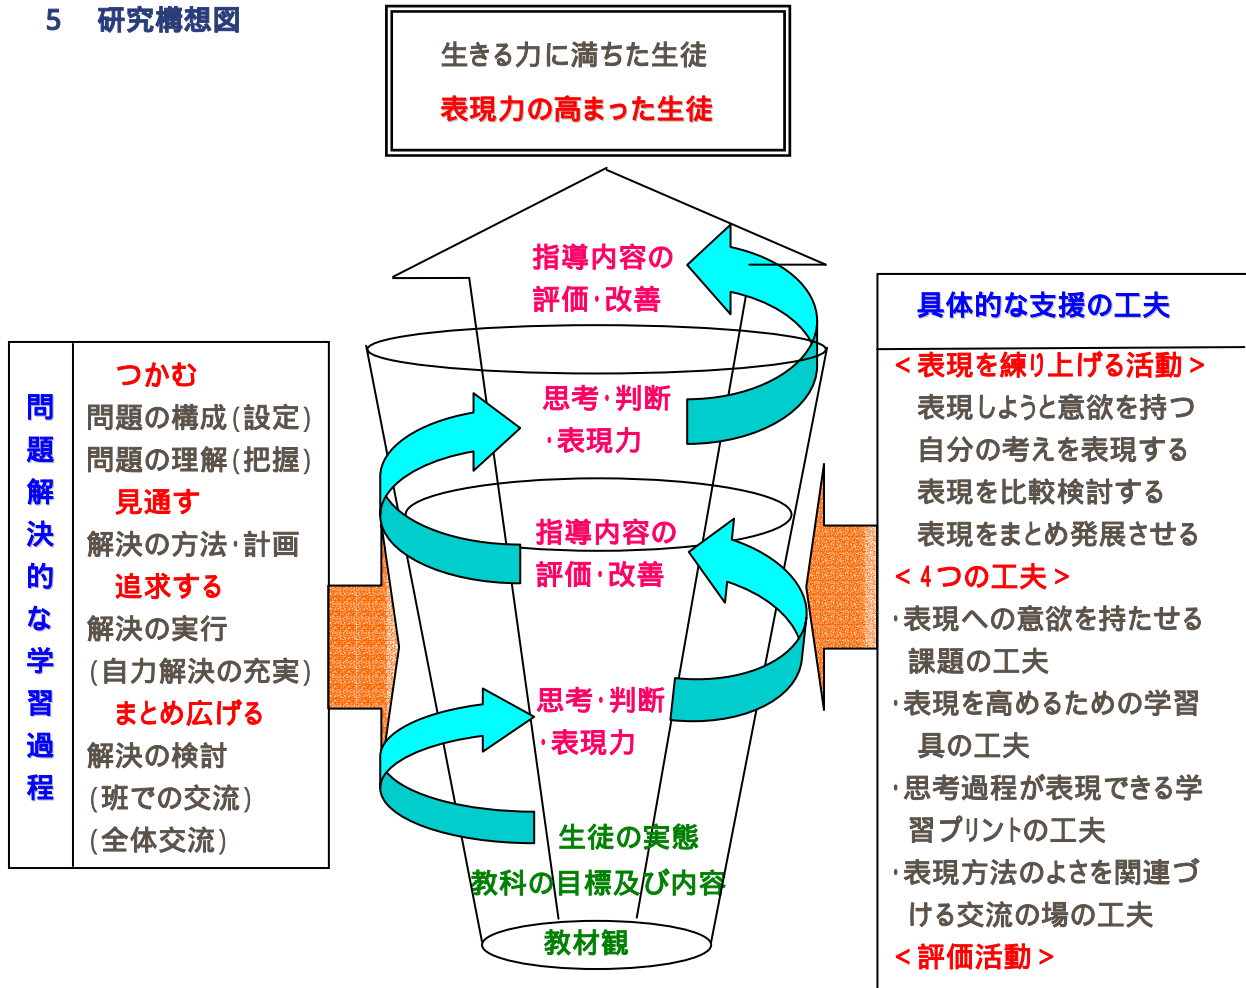 5 研究構想図
生きる力に満ちた生徒
表現力の高まった生徒
指導内容の
評価・改善
思考・判断
・表現力
指導内容の
評価・改善
思考・判断
・表現力
生徒の実態
教科の目標及び内容
教材観
問題解決的な学習過程
つかむ
問題の構成(設定)
問題の理解(把握)
見通す
解決の方法・計画
追求する
解決の実行
(自力解決の充実)
まとめ広げる
解決の検討
(班での交流)
(全体交流)
具体的な支援の工夫
<表現を練り上げる活動>
表現しようと意欲を持つ
自分の考えを表現する
表現を比較検討する
表現をまとめ発展させる
<4つの工夫>
・表現への意欲を持たせる
課題の工夫
・表現を高めるための学習
具の工夫
・思考過程が表現できる学
習プリントの工夫
・表現方法のよさを関連づ
ける交流の場の工夫
<評価活動>